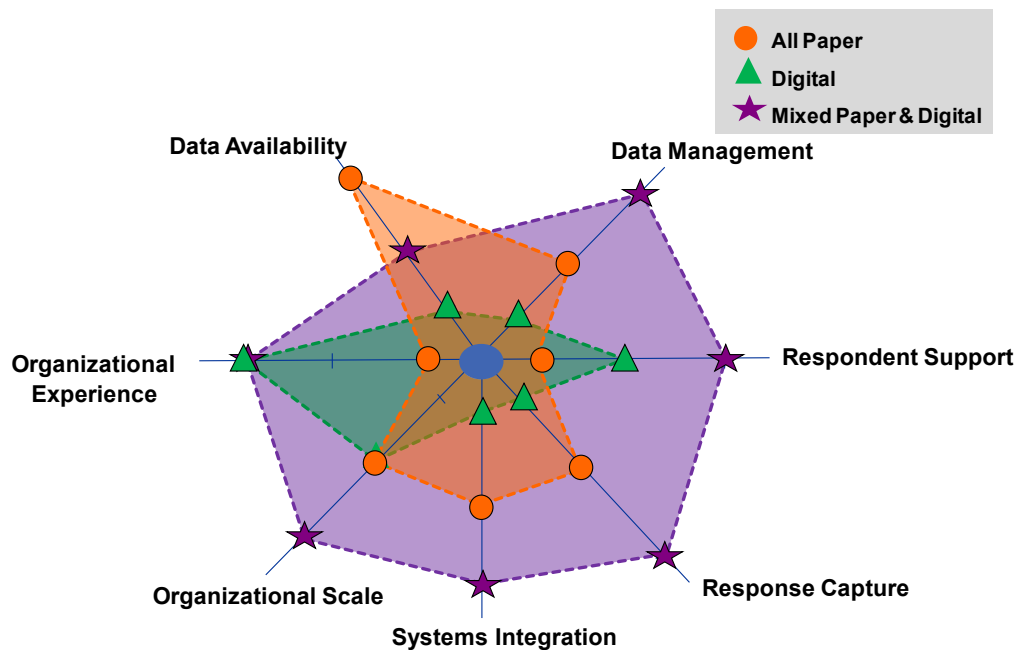 All Paper
Digital
Mixed Paper & Digital
Data Availability
Data Management
Organizational
Experience
Respondent Support
Organizational Scale
Response Capture
Systems Integration